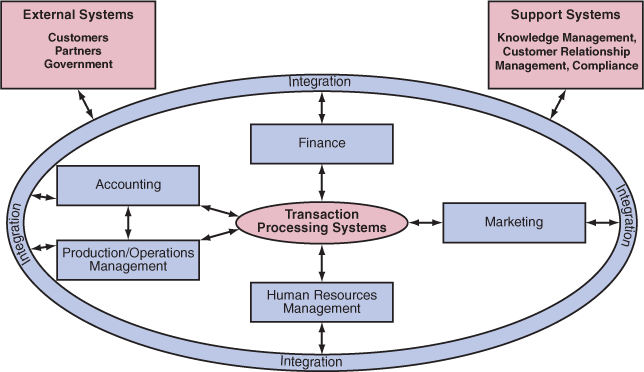 External Systems
Customers
Partners
Government
Support Systems
Knowledge Management,
Customer Relationship
Management, Compliance
Integration
Finance
Accounting
Transaction
Processing Systems
Marketing
Integration
Integration
Production/Operations
Management
Human Resources
Management
Integration